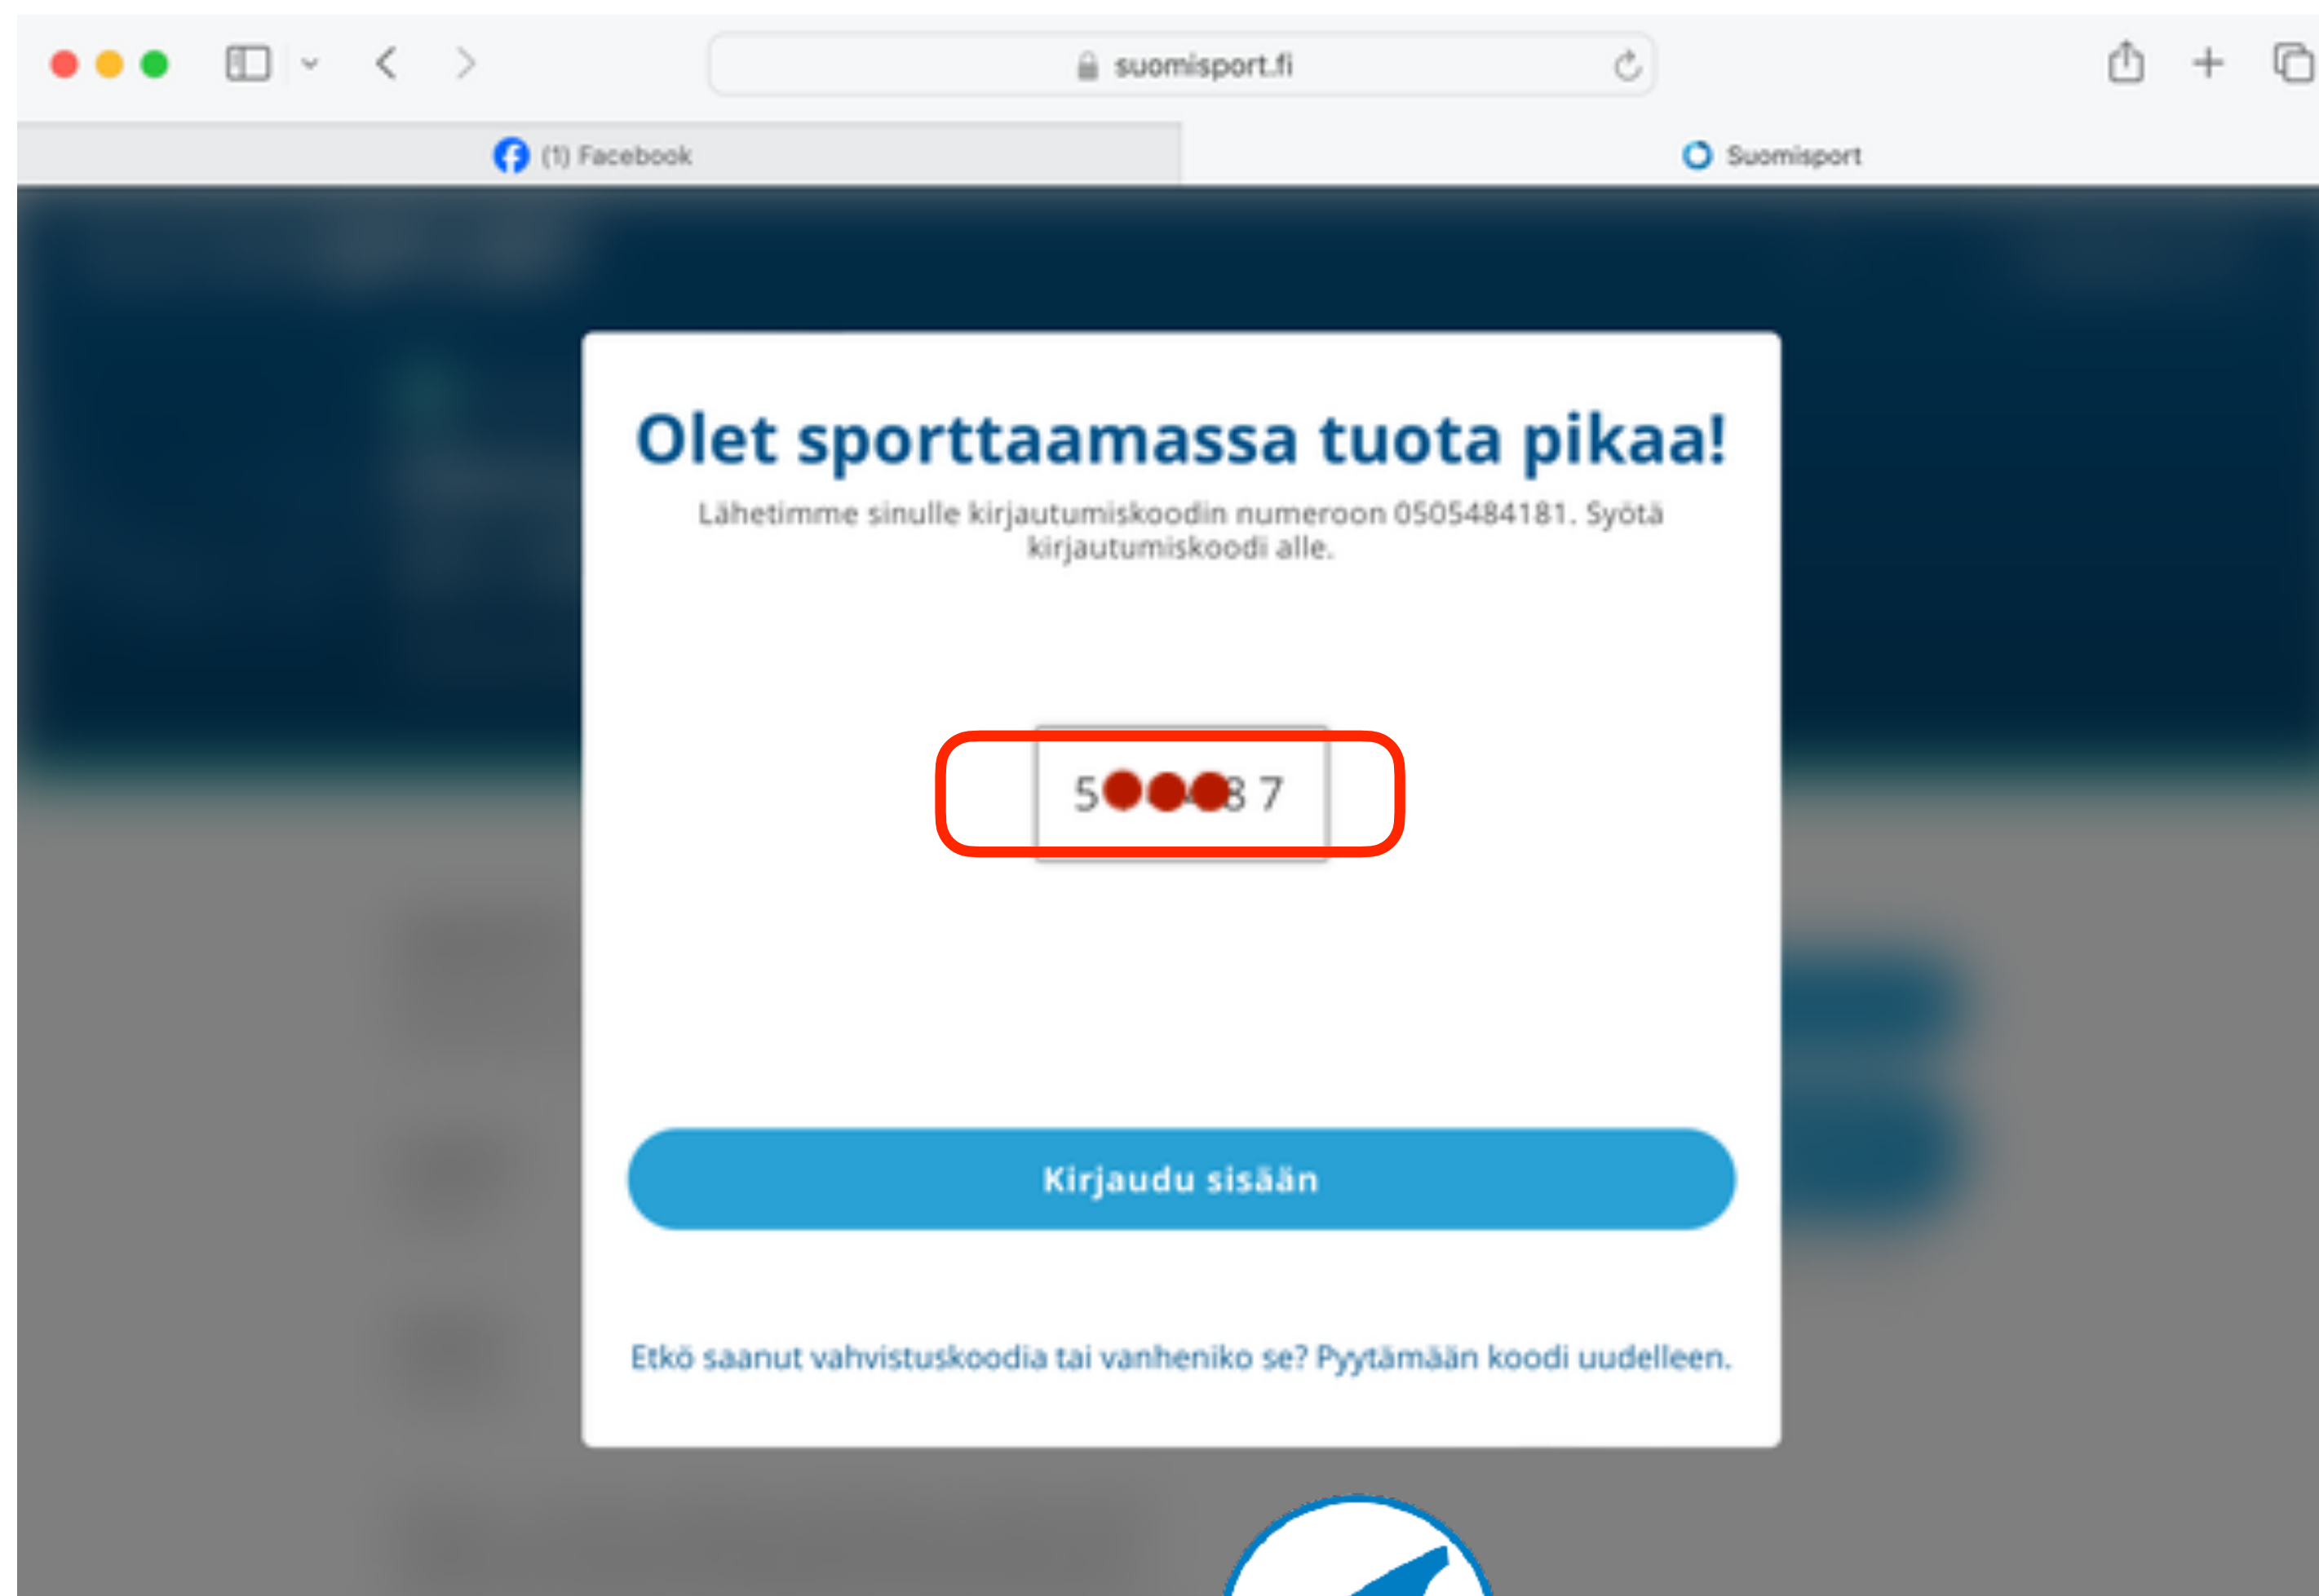 suomisport.fi
(1) Facebook
Suomisport
Olet sporttaamassa tuota pikaa!
Lähetimme sinulle kirjautumiskoodin numeroon 0505484181. Syötä
kirjautumiskoodi alle.
5 8 7
Kirjaudu sisään
Etkö saanut vahvistuskoodia tai vanheniko se? Pyytämään koodi uudelleen.